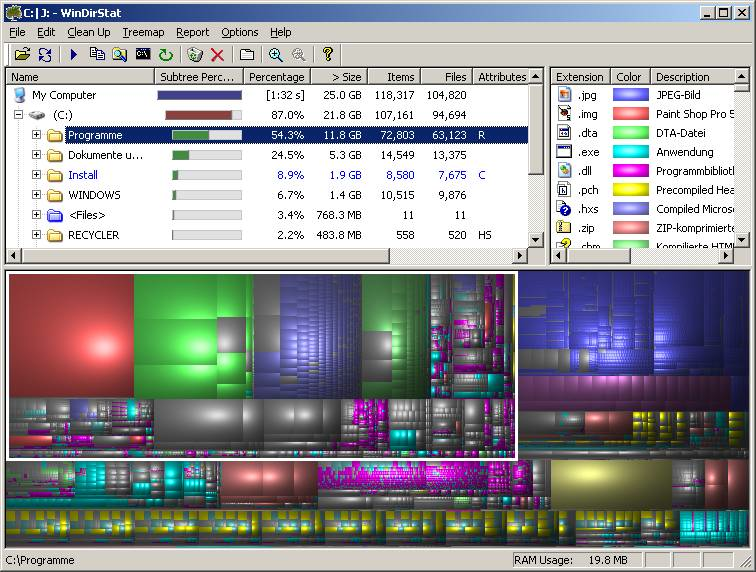 C:| J: - WinDirStat
File Edit Clean Up Treemap Report Options Help
Name Subtree Perc... Percentage > Size Items Files Attributes
My Computer [1:32 s] 25.0 GB 118,317 104,820
(C:) 87.0% 21.8 GB 107,161 94,694
Programme 54.3% 11.8 GB 72,803 63,123 R
Dokumente u... 24.5% 5.3 GB 14,549 13,375
Install 8.9% 1.9 GB 8,580 7,675 C
WINDOWS 6.7% 1.4 GB 10,515 9,876
<Files> 3.4% 768.3 MB 11 11
RECYCLER 2.2% 483.8 MB 558 520 HS
Extension Color Description
.jpg JPEG-Bild
.img Paint Shop Pro 5
.dta DTA-Datei
.exe Anwendung
.dll Programmbiblioth
.pch Precompiled Hea
.hxs Compiled Microso
.zip ZIP-komprimierte
.chm Kompilierte HTM
C:\Programme
RAM Usage: 19.8 MB